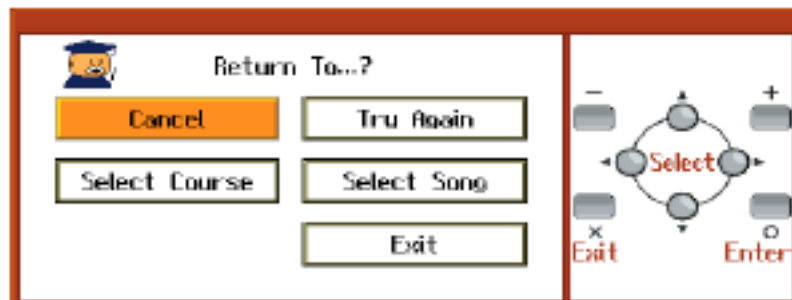 Return To...?
Cancel
Try Again
Select Course
Select Song
Exit
- +
Select
× ○
Exit Enter